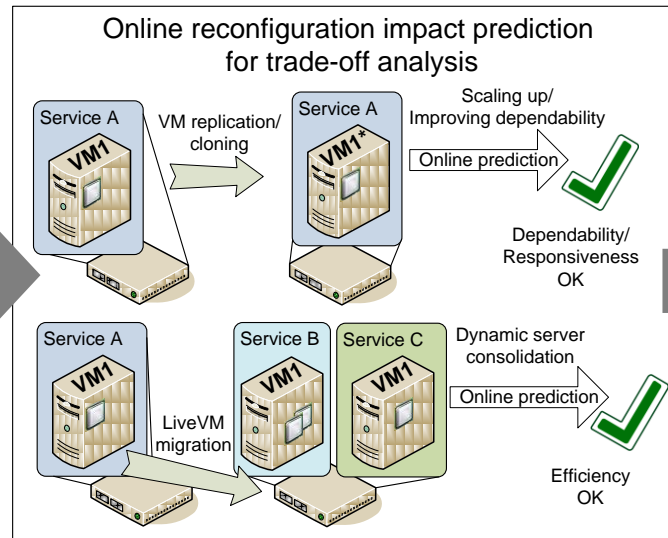 Online reconfiguration impact prediction
for trade-off analysis
Service A
VM1
VM replication/
cloning
Service A
VM1*
Scaling up/
Improving dependability
Online prediction
Dependability/
Responsiveness
OK
Service A
VM1
LiveVM
migration
Service B
VM1
Service C
VM1
Dynamic server
consolidation
Online prediction
Efficiency
OK